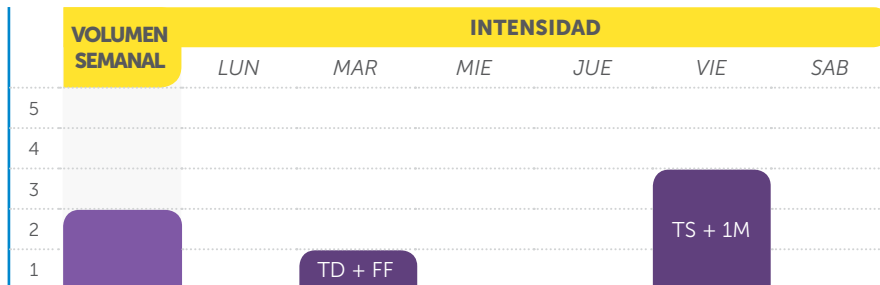 VOLUMEN
SEMANAL
INTENSIDAD
LUN MAR MIE JUE VIE SAB
5
4
3
2 TS + 1M
1 TD + FF